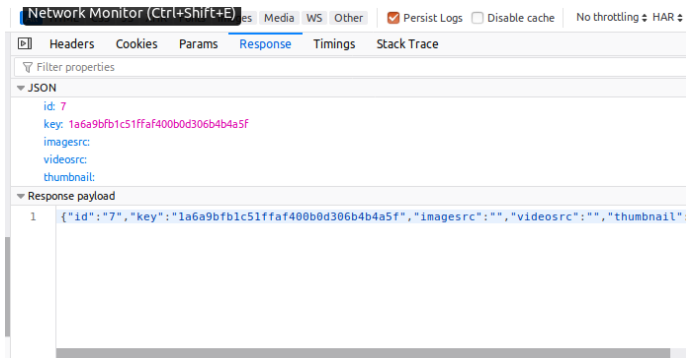 Network Monitor (Ctrl+Shift+E) es Media WS Other Persist Logs Disable cache No throttling HAR
Headers Cookies Params Response Timings Stack Trace
Filter properties
JSON
id: 7
key: 1a6a9bfb1c51ffaf400b0d306b4b4a5f
imagesrc:
videosrc:
thumbnail:
Response payload
1 {"id":"7","key":"1a6a9bfb1c51ffaf400b0d306b4b4a5f","imagesrc":"","videosrc":"","thumbnail":